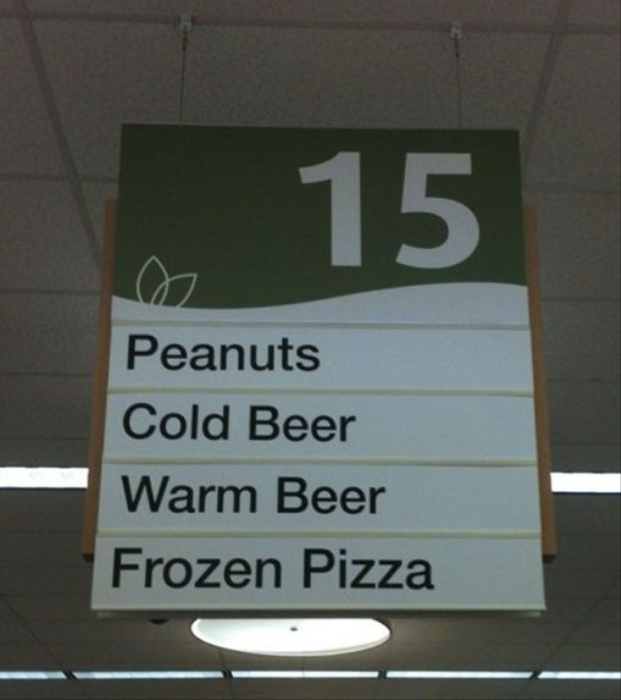 15
Peanuts
Cold Beer
Warm Beer
Frozen Pizza